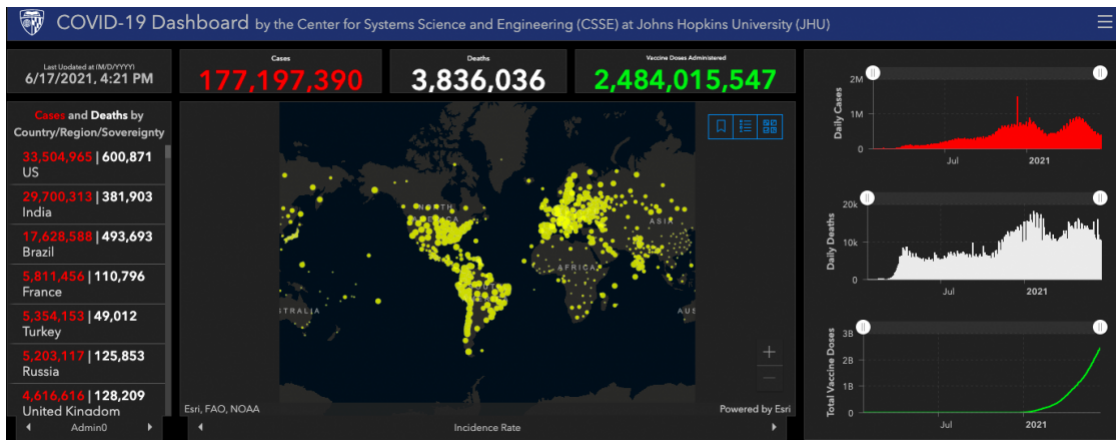 COVID-19 Dashboard by the Center for Systems Science and Engineering (CSSE) at Johns Hopkins University (JHU)
Last Updated at (M/D/YYYY)
6/17/2021, 4:21 PM
Cases
177,197,390
Deaths
3,836,036
Vaccine Doses Administered
2,484,015,547
Cases and Deaths by
Country/Region/Sovereignty
33,504,965 | 600,871
US
29,700,313 | 381,903
India
17,628,588 | 493,693
Brazil
5,811,456 | 110,796
France
5,354,153 | 49,012
Turkey
5,203,117 | 125,853
Russia
4,616,616 | 128,209
United Kingdom
Admin0
NORTH
ASIA
AFRICA
TRALIA
AUS
+
−
Esri, FAO, NOAA
Powered by Esri
Incidence Rate
Daily Cases
2M
1M
0
Jul
2021
Daily Deaths
20k
10k
0
Jul
2021
Total Vaccine Doses
3B
2B
1B
0
Jul
2021